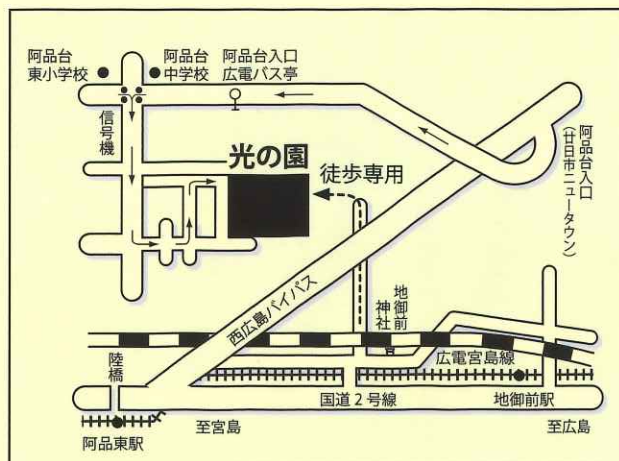 阿品台
東小学校
阿品台
中学校
阿品台入口
広電バス亭
信号機
光の園
徒歩専用
阿品台入口
(廿日市ニュータウン)
西広島バイパス
地御前
神社
陸橋
広電宮島線
国道2号線
地御前駅
阿品東駅
至宮島
至広島